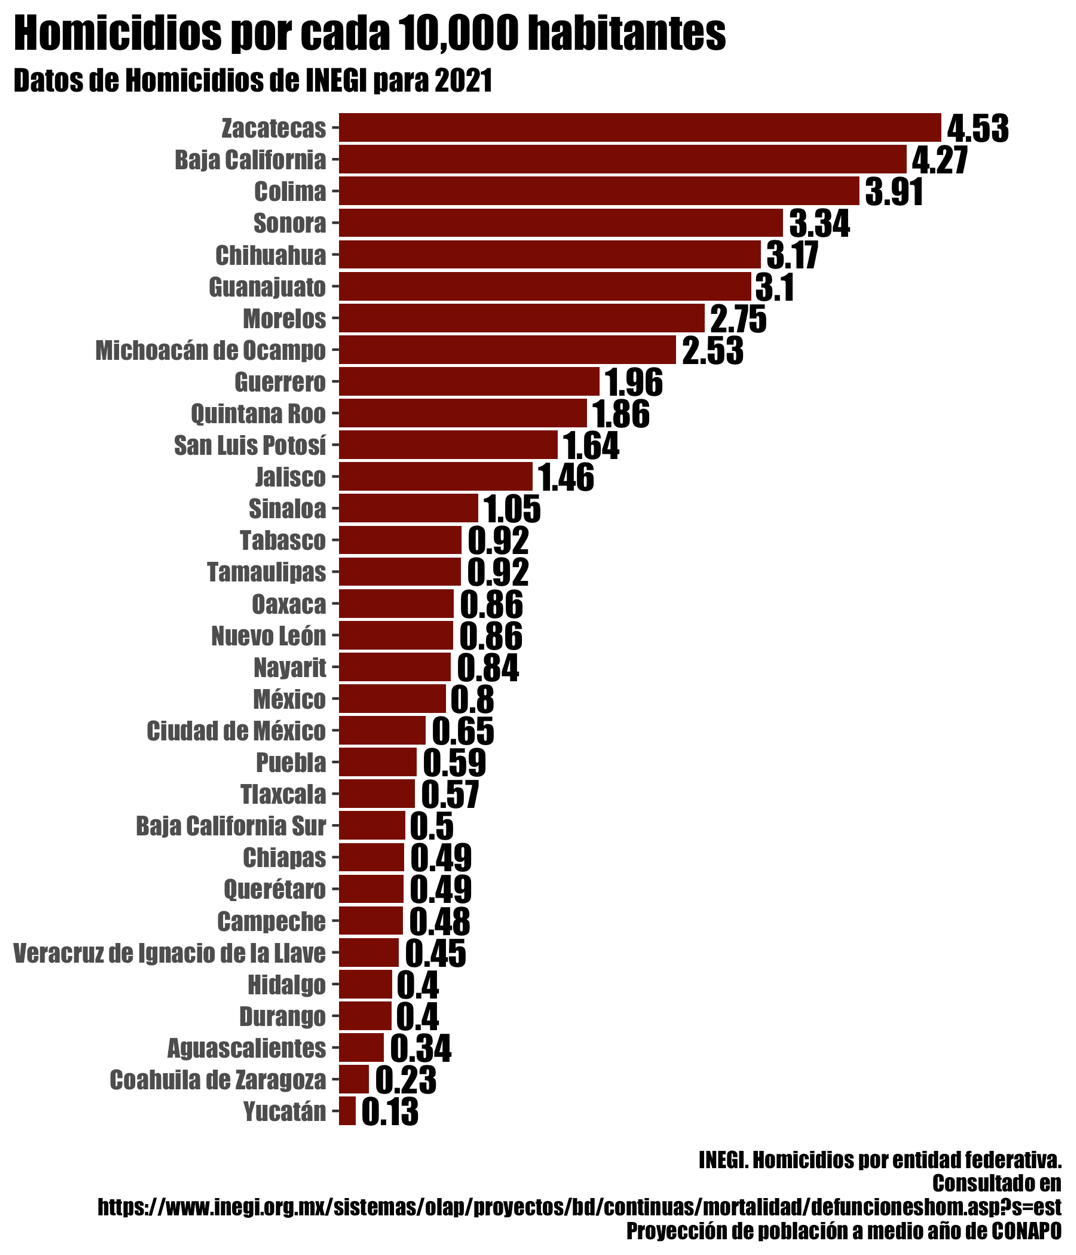 Homicidios por cada 10,000 habitantes
Datos de Homicidios de INEGI para 2021
Zacatecas 4.53
Baja California 4.27
Colima 3.91
Sonora 3.34
Chihuahua 3.17
Guanajuato 3.1
Morelos 2.75
Michoacán de Ocampo 2.53
Guerrero 1.96
Quintana Roo 1.86
San Luis Potosí 1.64
Jalisco 1.46
Sinaloa 1.05
Tabasco 0.92
Tamaulipas 0.92
Oaxaca 0.86
Nuevo León 0.86
Nayarit 0.84
México 0.8
Ciudad de México 0.65
Puebla 0.59
Tlaxcala 0.57
Baja California Sur 0.5
Chiapas 0.49
Querétaro 0.49
Campeche 0.48
Veracruz de Ignacio de la Llave 0.45
Hidalgo 0.4
Durango 0.4
Aguascalientes 0.34
Coahuila de Zaragoza 0.23
Yucatán 0.13
INEGI. Homicidios por entidad federativa.
Consultado en
https://www.inegi.org.mx/sistemas/olap/proyectos/bd/continuas/mortalidad/defuncioneshom.asp?s=est
Proyección de población a medio año de CONAPO